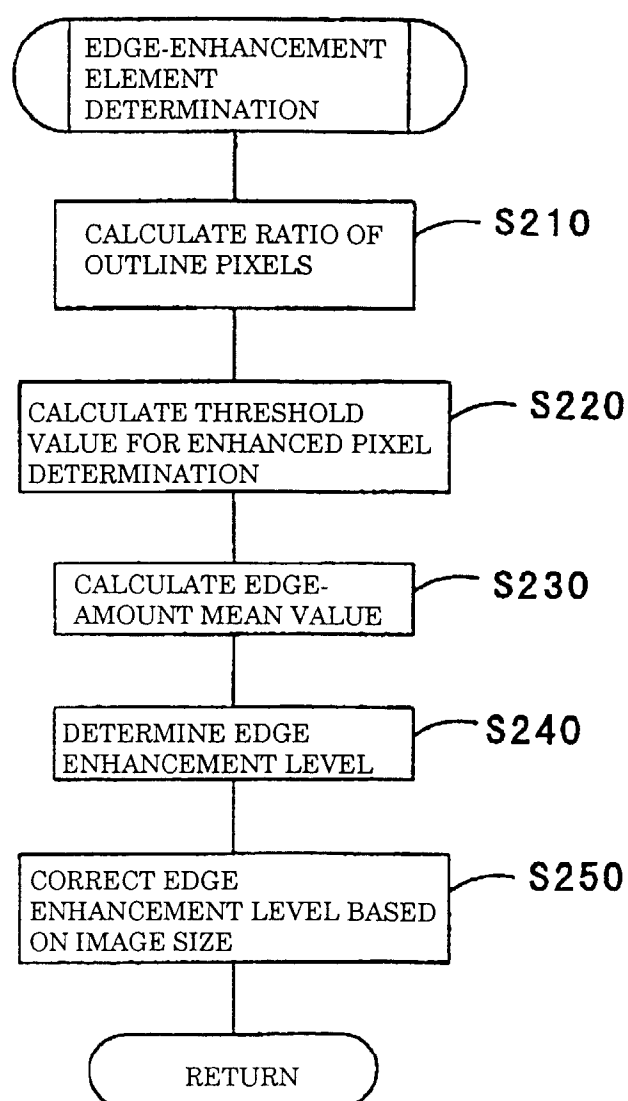 EDGE-ENHANCEMENT
ELEMENT
DETERMINATION
CALCULATE RATIO OF
OUTLINE PIXELS
S210
CALCULATE THRESHOLD
VALUE FOR ENHANCED PIXEL
DETERMINATION
S220
CALCULATE EDGE-
AMOUNT MEAN VALUE
S230
DETERMINE EDGE
ENHANCEMENT LEVEL
S240
CORRECT EDGE
ENHANCEMENT LEVEL BASED
ON IMAGE SIZE
S250
RETURN